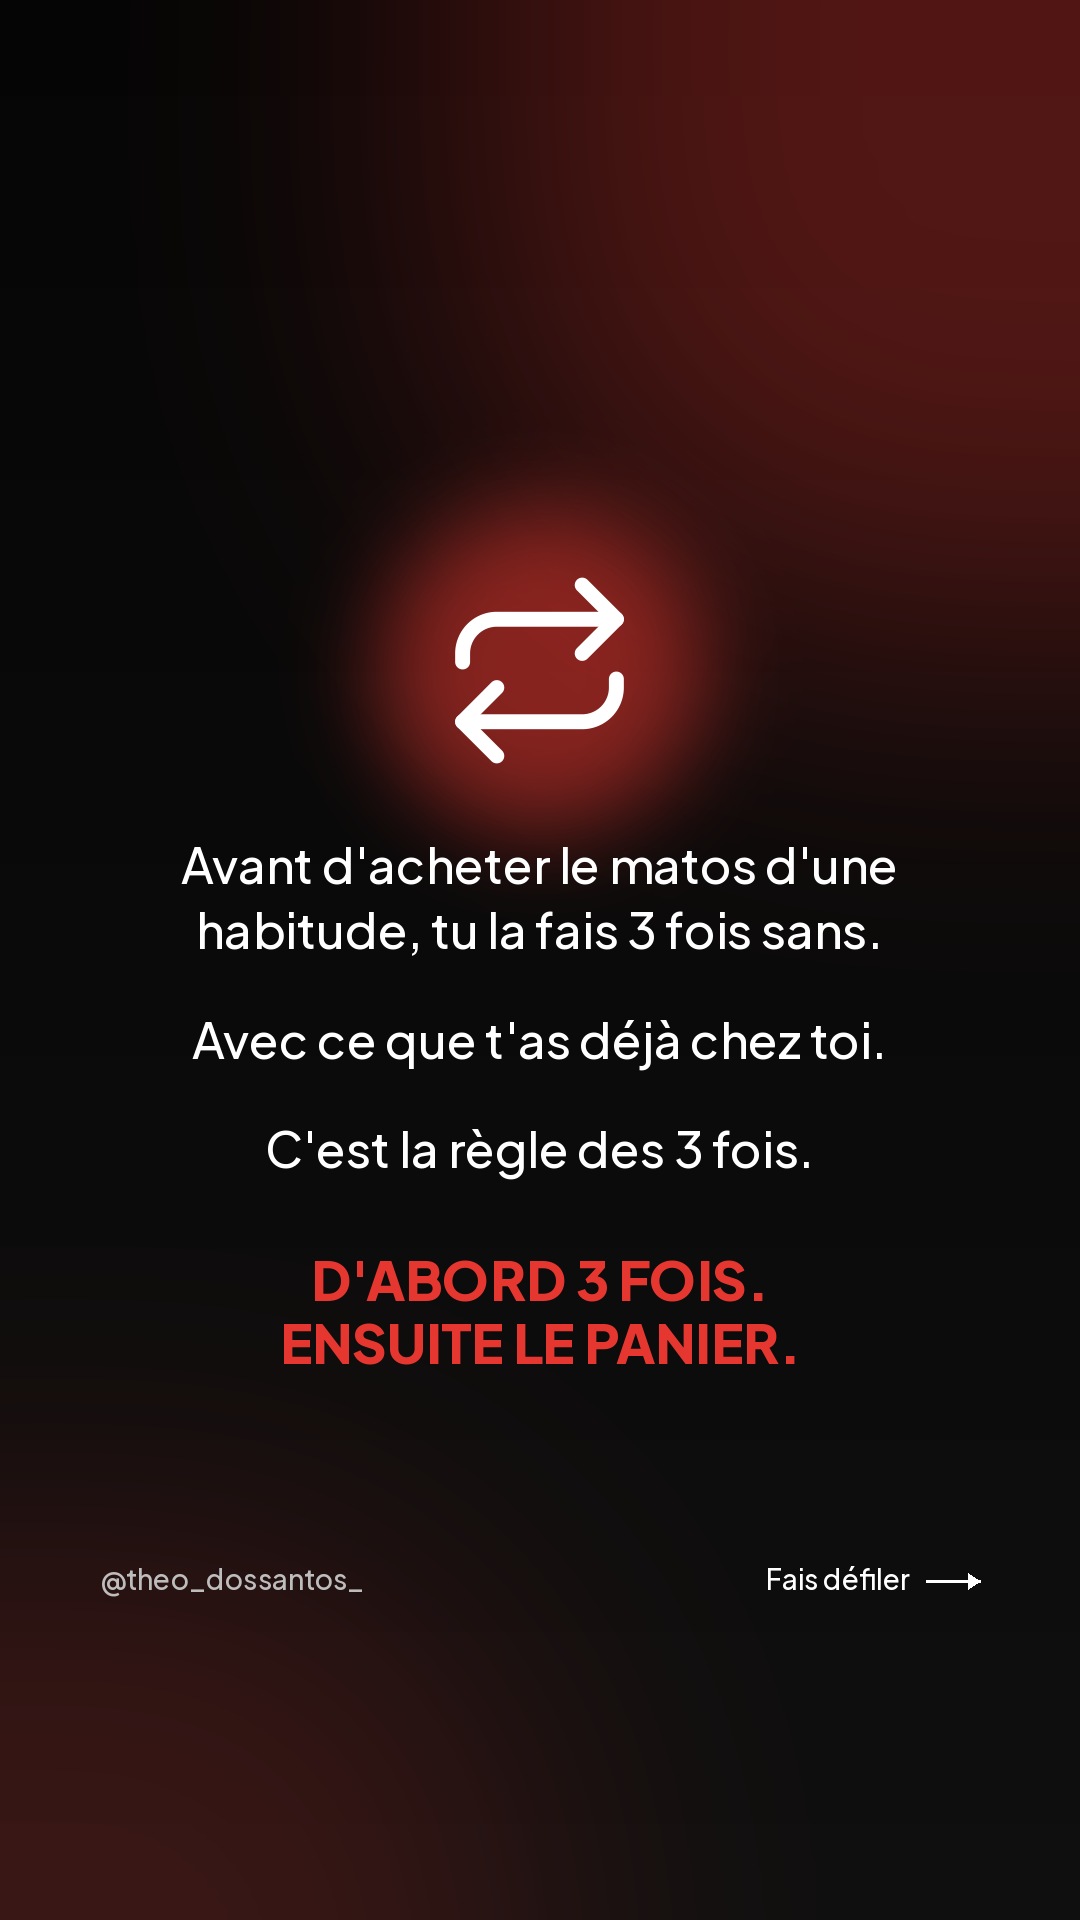 Avant d'acheter le matos d'une
habitude, tu la fais 3 fois sans.
Avec ce que t'as déjà chez toi.
C'est la règle des 3 fois.
D'ABORD 3 FOIS.
ENSUITE LE PANIER.
@theo_dossantos_
Fais défiler